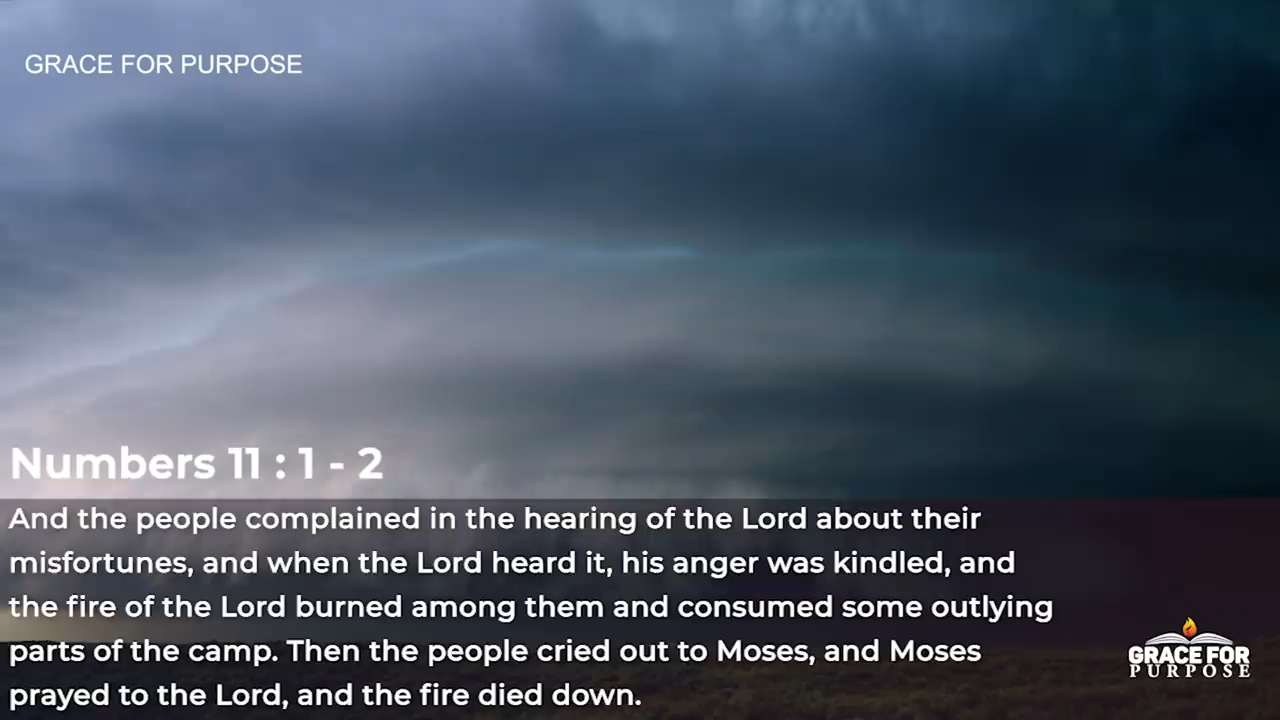 GRACE FOR PURPOSE
Numbers 11 : 1 - 2
And the people complained in the hearing of the Lord about their
misfortunes, and when the Lord heard it, his anger was kindled, and
the fire of the Lord burned among them and consumed some outlying
parts of the camp. Then the people cried out to Moses, and Moses
prayed to the Lord, and the fire died down.
GRACE FOR
PURPOSE